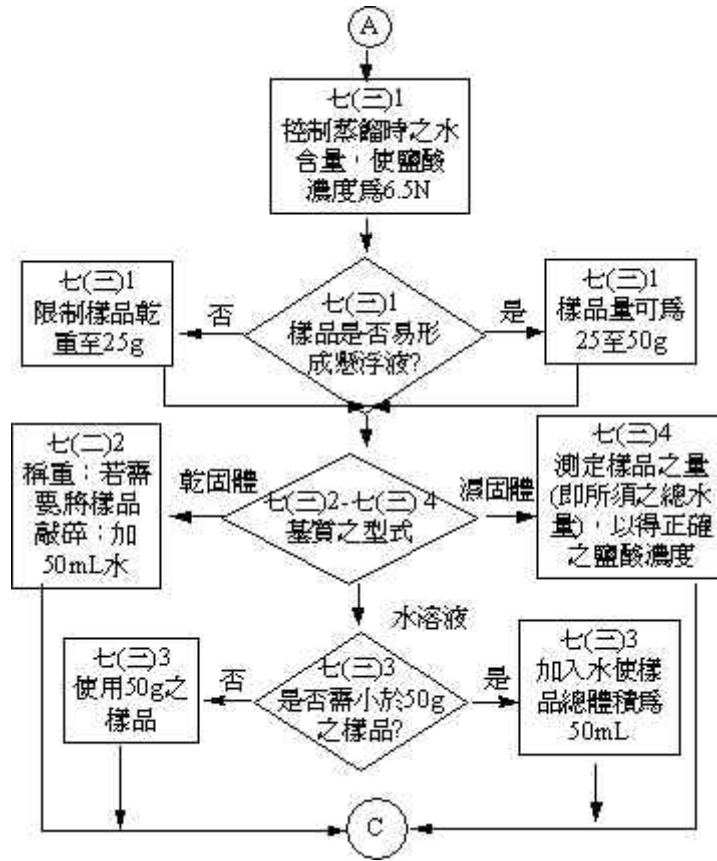 A
七(三)1
控制蒸餾時之水
含量，使鹽酸
濃度爲6.5N
七(三)1
限制樣品乾
重至25g
否
七(三)1
樣品是否易形
成懸浮液?
是
七(三)1
樣品量可爲
25至50g
七(二)2
稱重；若需
要將樣品
敲碎；加
50mL水
乾固體
七(三)2-七(三)4
基質之型式
濕固體
七(三)4
測定樣品之量
(即所須之總水
量)，以得正確
之鹽酸濃度
水溶液
七(三)3
使用50g之
樣品
否
七(三)3
是否需小於50g
之樣品?
是
七(三)3
加入水使樣
品總體積爲
50mL
C